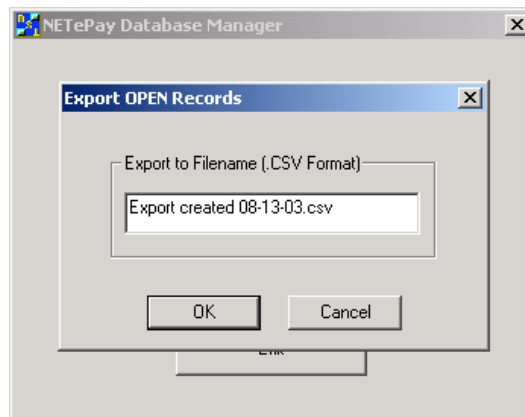 NETePay Database Manager
Export OPEN Records
Export to Filename (.CSV Format)
Export created 08-13-03.csv
OK
Cancel